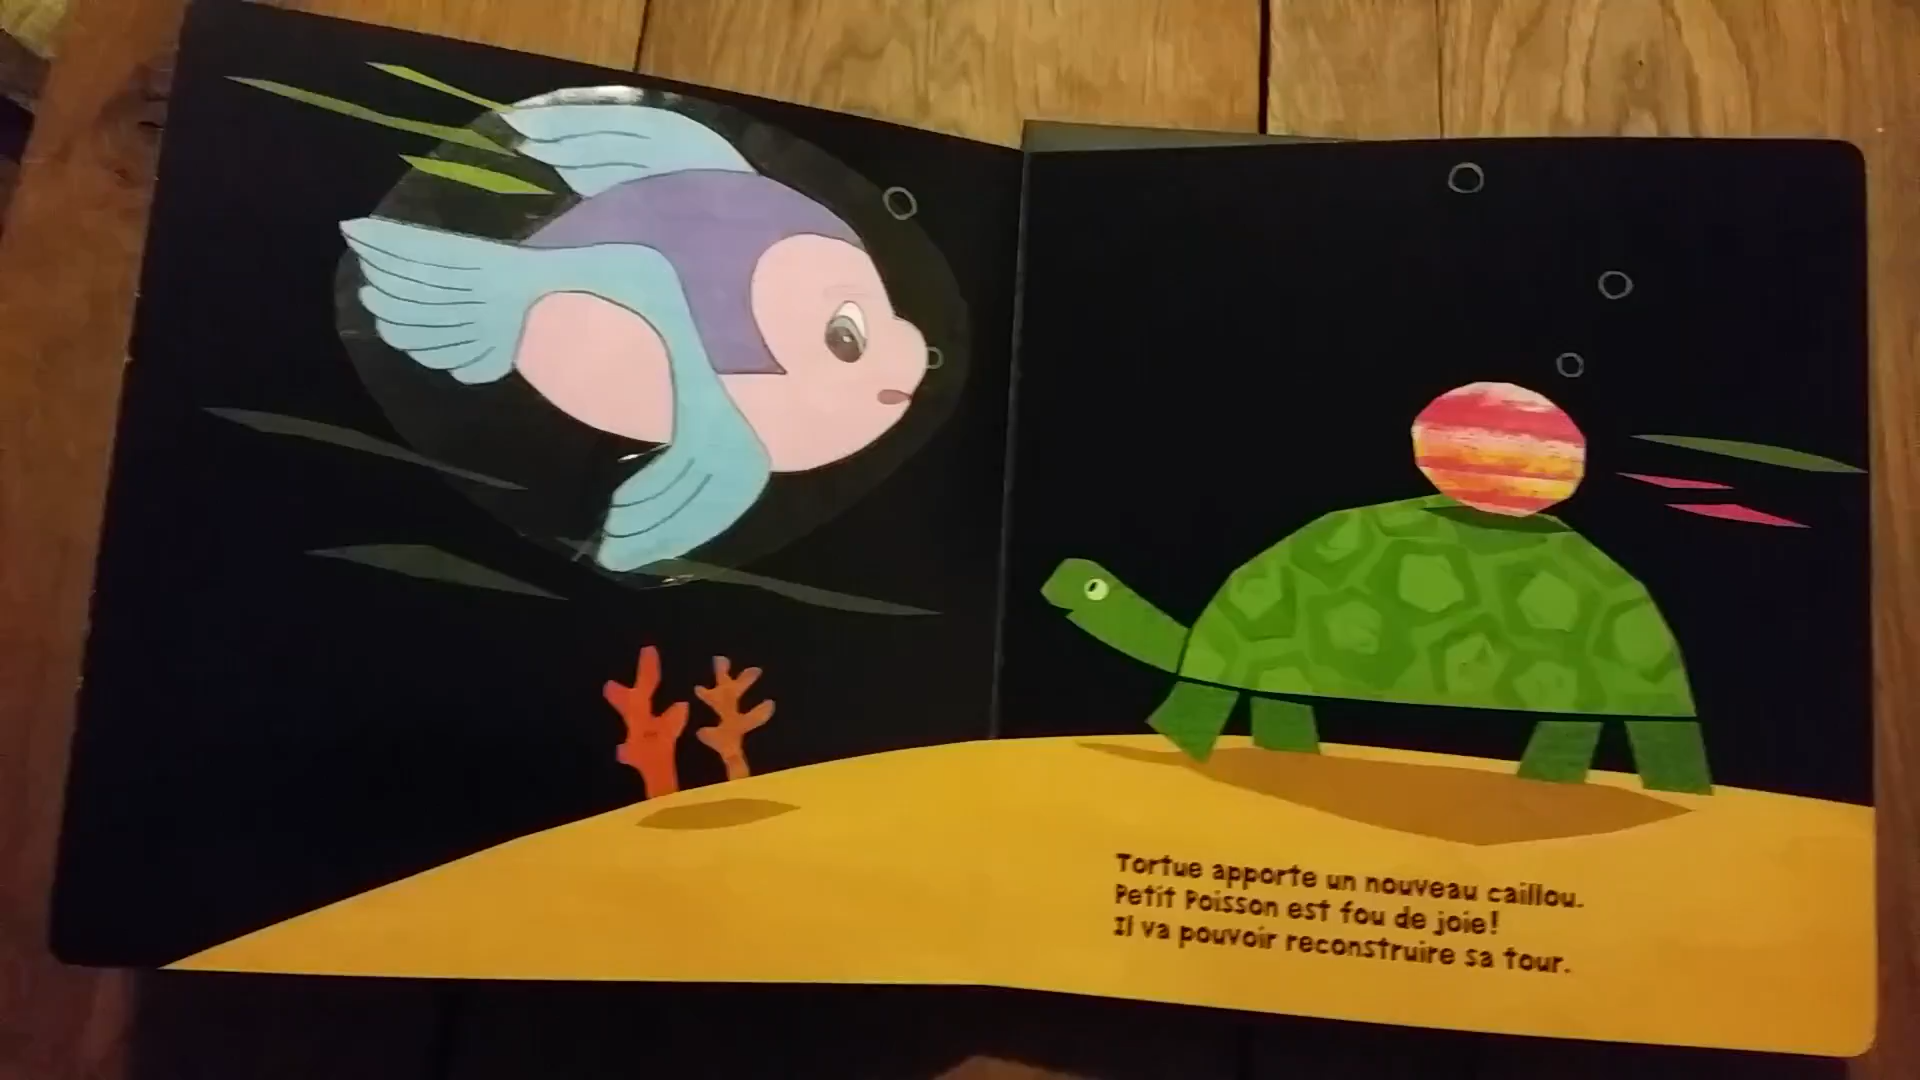 Tortue apporte un nouveau caillou.
Petit Poisson est fou de joie!
Il va pouvoir reconstruire sa tour.